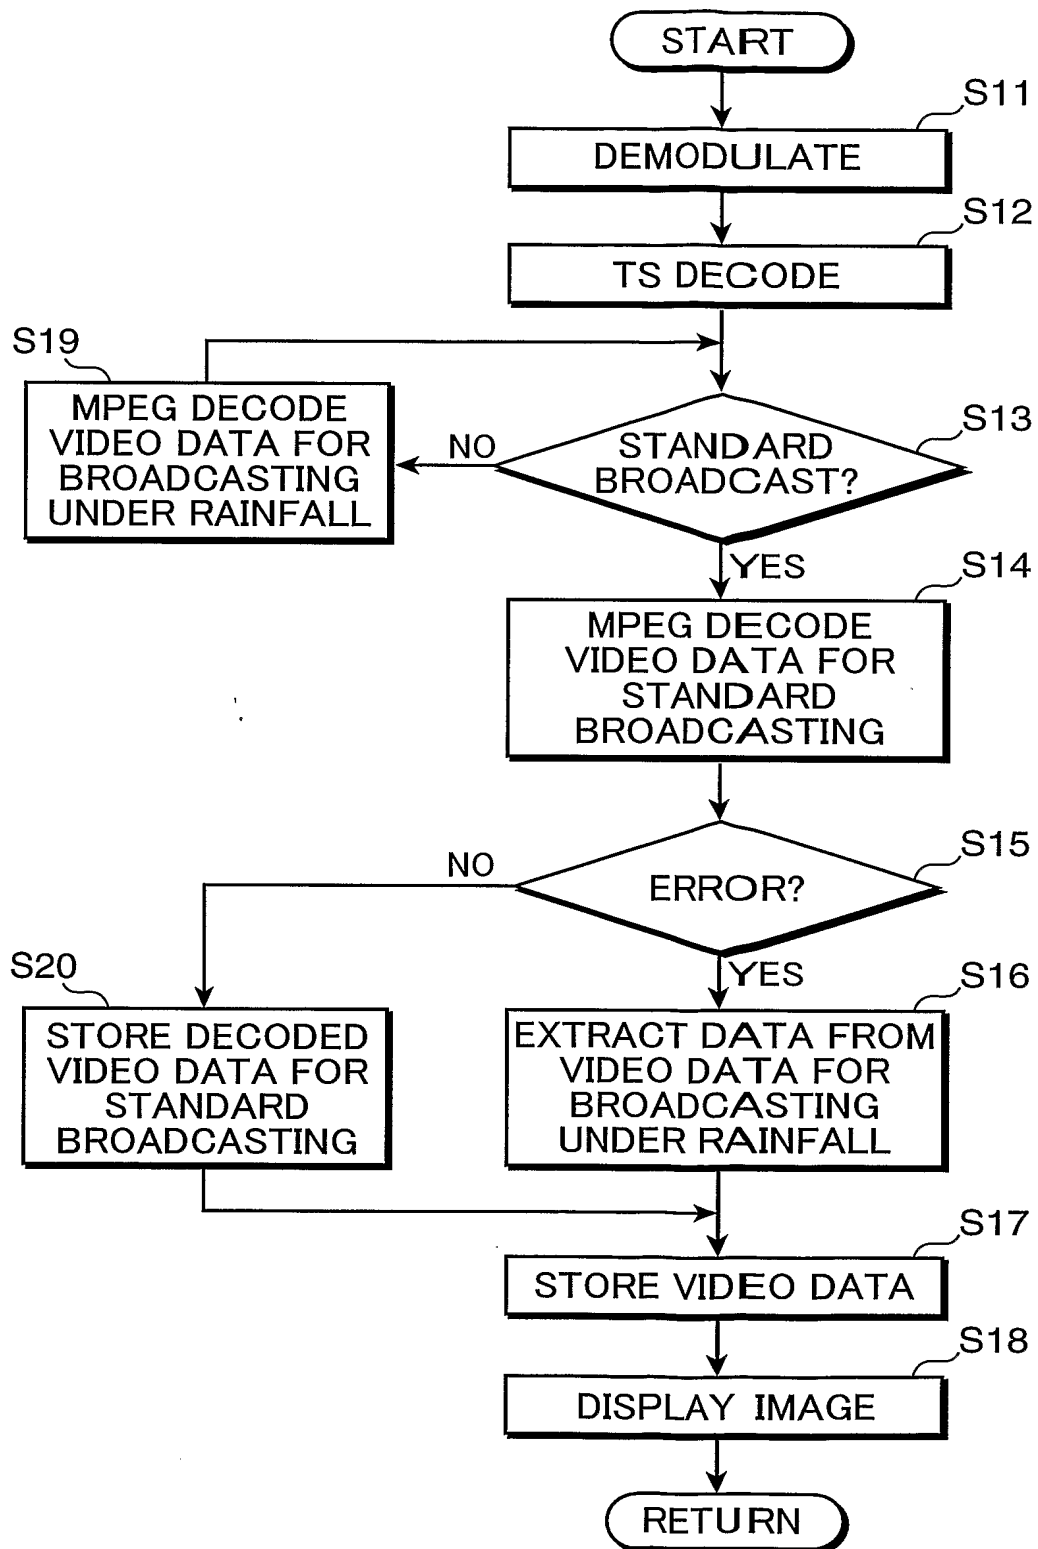 START
S11
DEMODULATE
S12
TS DECODE
S19
MPEG DECODE
VIDEO DATA FOR
BROADCASTING
UNDER RAINFALL
NO
S13
STANDARD
BROADCAST?
YES
S14
MPEG DECODE
VIDEO DATA FOR
STANDARD
BROADCASTING
S15
NO
ERROR?
YES
S20
STORE DECODED
VIDEO DATA FOR
STANDARD
BROADCASTING
S16
EXTRACT DATA FROM
VIDEO DATA FOR
BROADCASTING
UNDER RAINFALL
S17
STORE VIDEO DATA
S18
DISPLAY IMAGE
RETURN